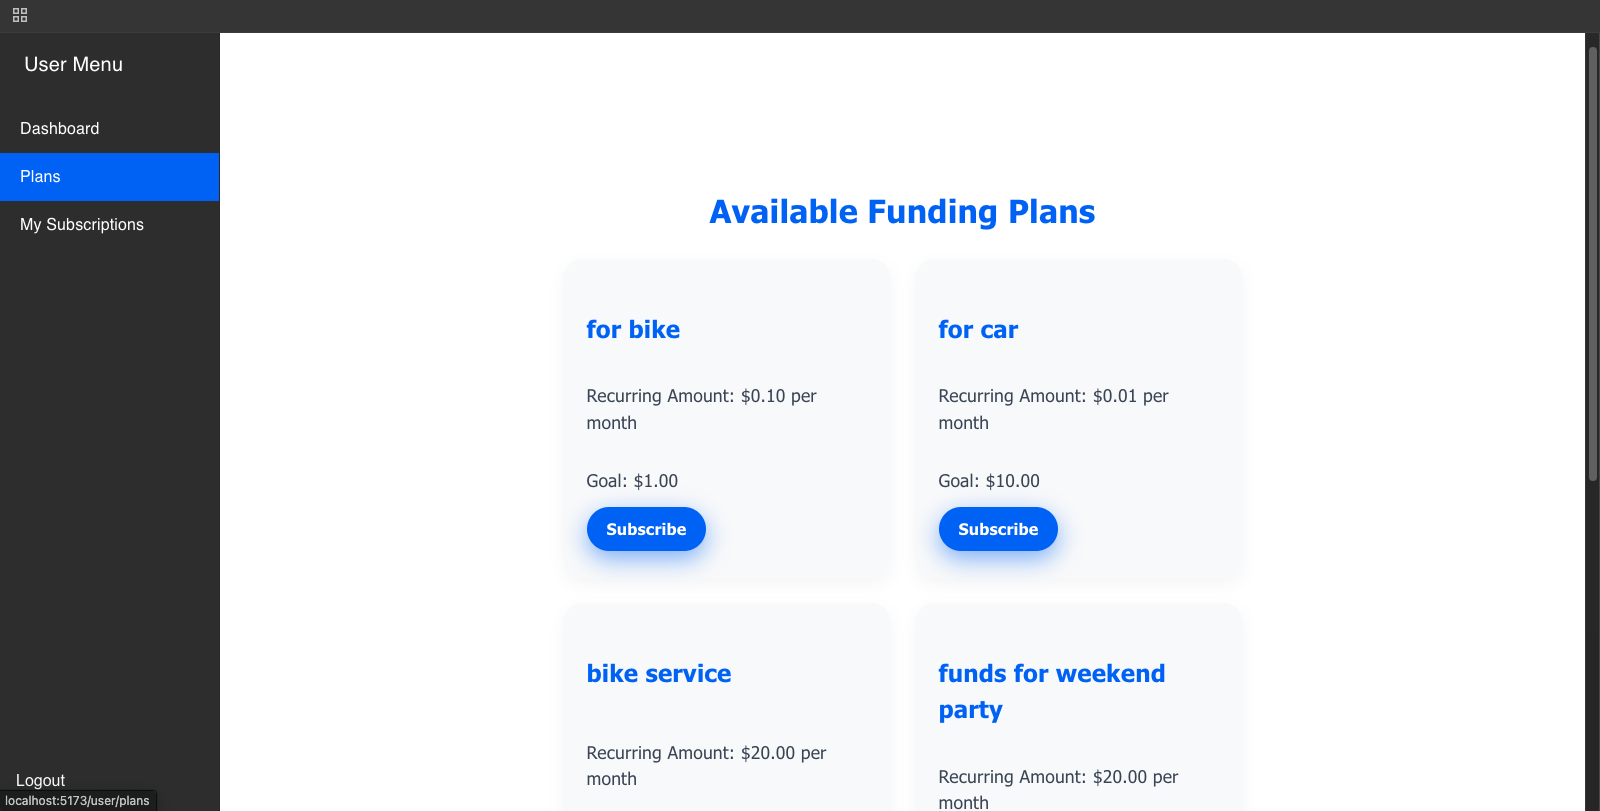 User Menu
Dashboard
Plans
My Subscriptions
Logout
localhost:5173/user/plans
Available Funding Plans
for bike
Recurring Amount: $0.10 per
month
Goal: $1.00
Subscribe
for car
Recurring Amount: $0.01 per
month
Goal: $10.00
Subscribe
bike service
Recurring Amount: $20.00 per
month
funds for weekend
party
Recurring Amount: $20.00 per
month